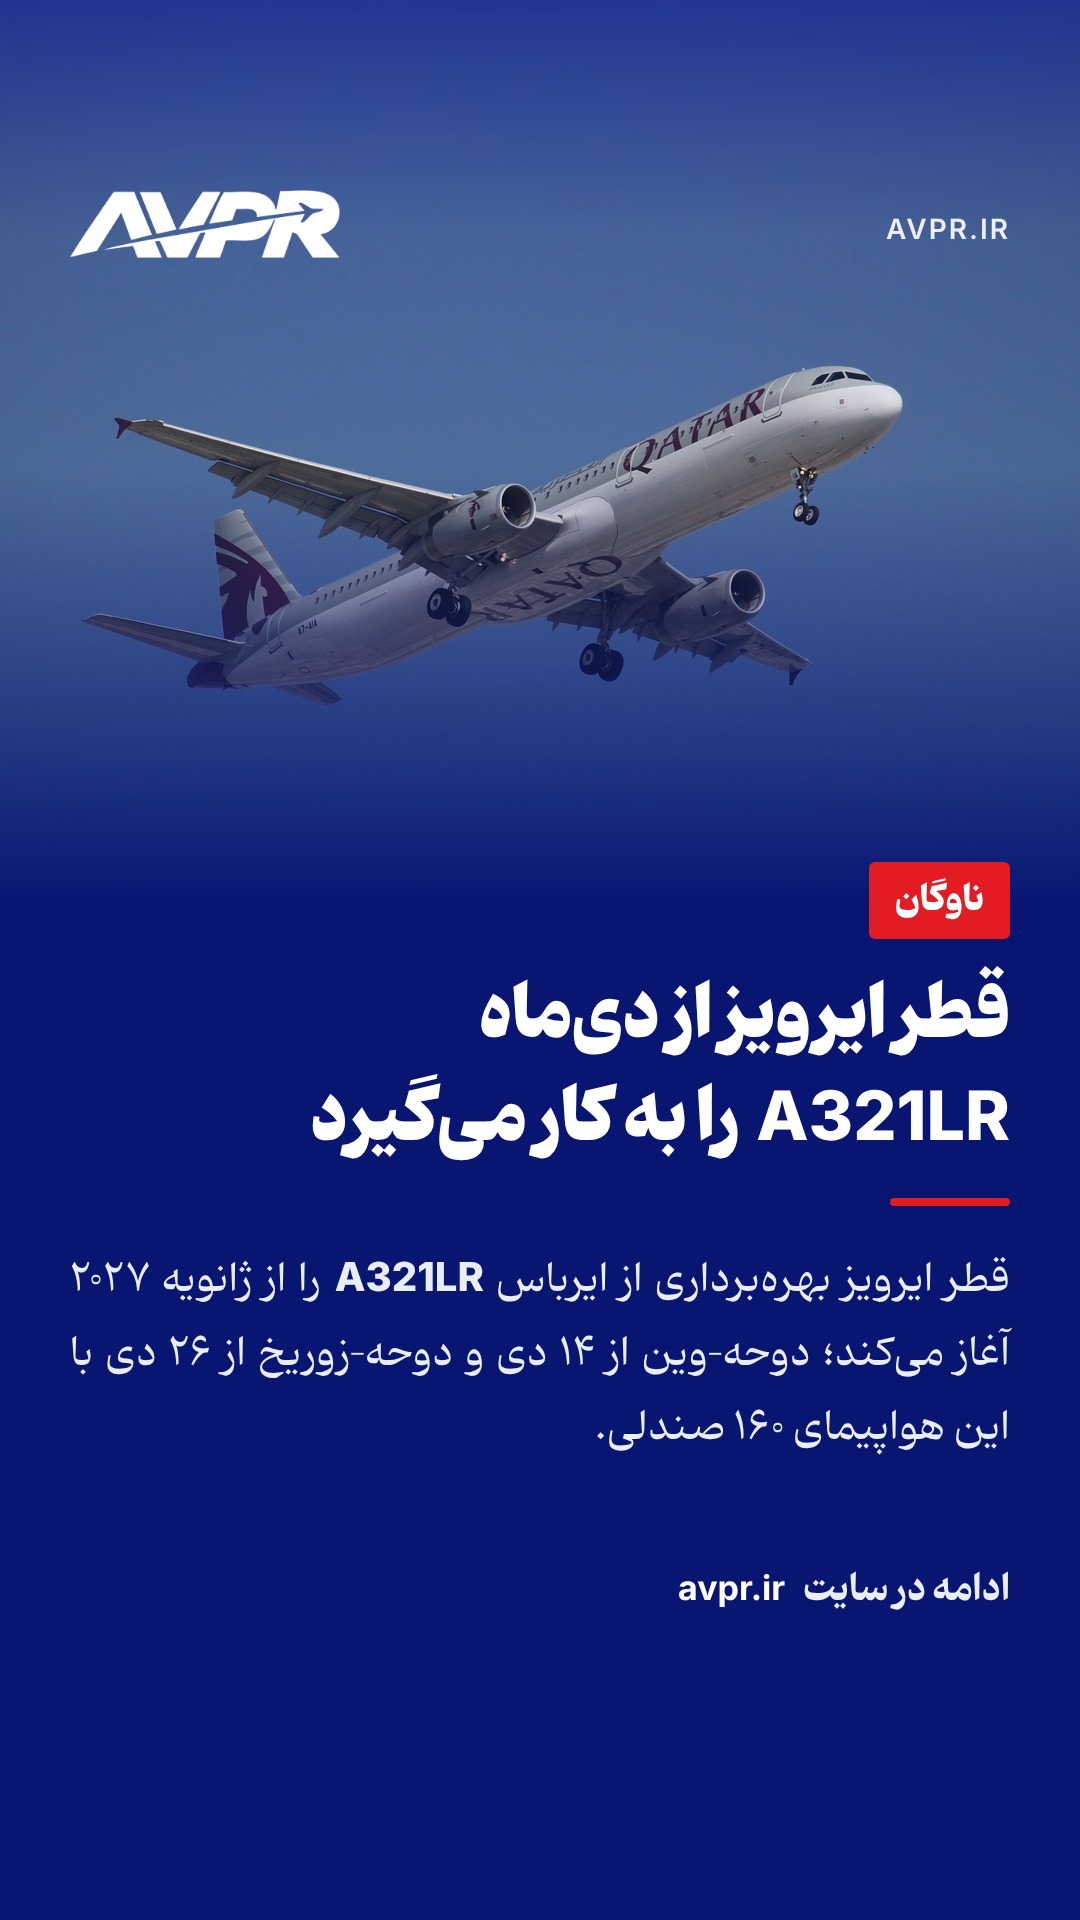 AVPR
AVPR.IR
QATAR
QATAR
A7-AIA
ناوگان
قطر ایرویز از دی‌ماه
A321LR را به کار می‌گیرد
قطر ایرویز بهره‌برداری از ایرباس A321LR را از ژانویه ۲۰۲۷
آغاز می‌کند؛ دوحه-وین از ۱۴ دی و دوحه-زوریخ از ۲۶ دی با
این هواپیمای ۱۶۰ صندلی.
ادامه در سایت avpr.ir